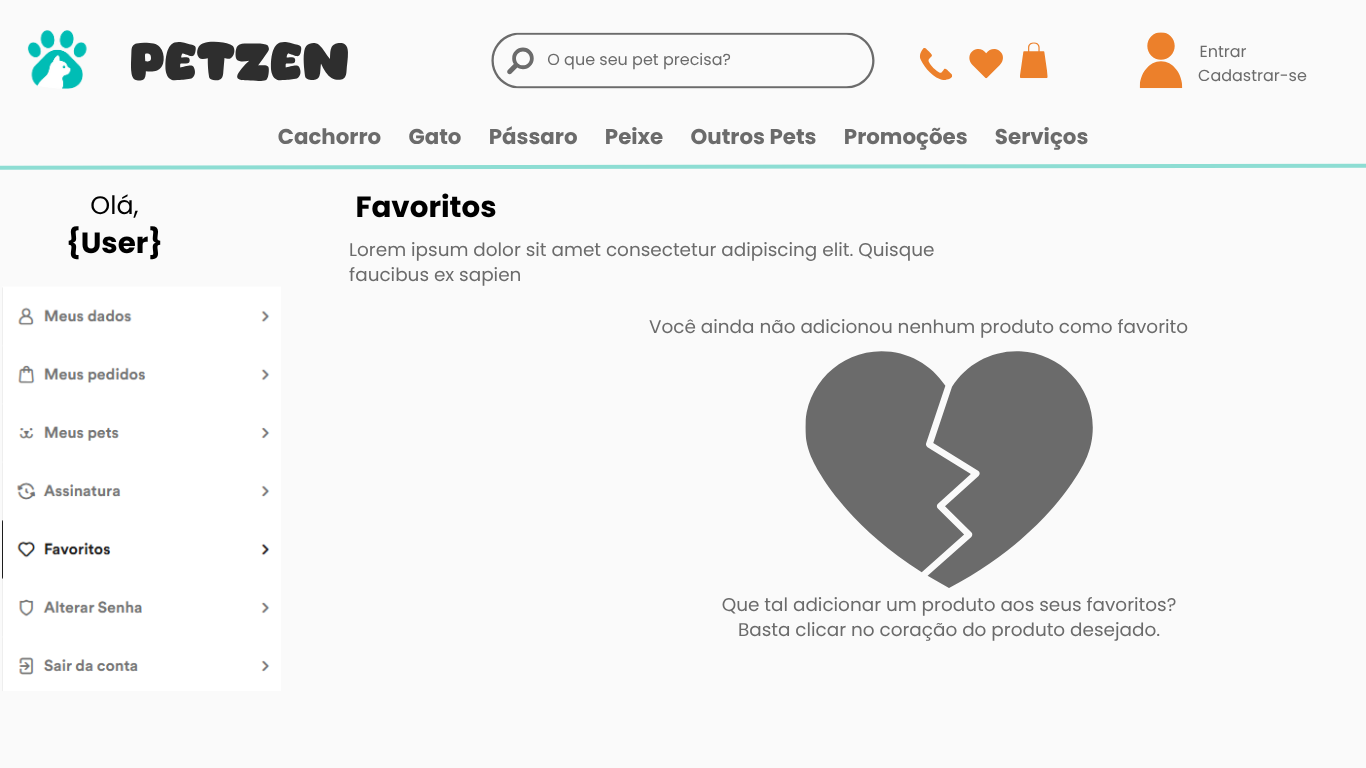 PETZEN
O que seu pet precisa?
Entrar
Cadastrar-se
Cachorro Gato Pássaro Peixe Outros Pets Promoções Serviços
Olá,
{User}
Meus dados
Meus pedidos
Meus pets
Assinatura
Favoritos
Alterar Senha
Sair da conta
Favoritos
Lorem ipsum dolor sit amet consectetur adipiscing elit. Quisque
faucibus ex sapien
Você ainda não adicionou nenhum produto como favorito
Que tal adicionar um produto aos seus favoritos?
Basta clicar no coração do produto desejado.